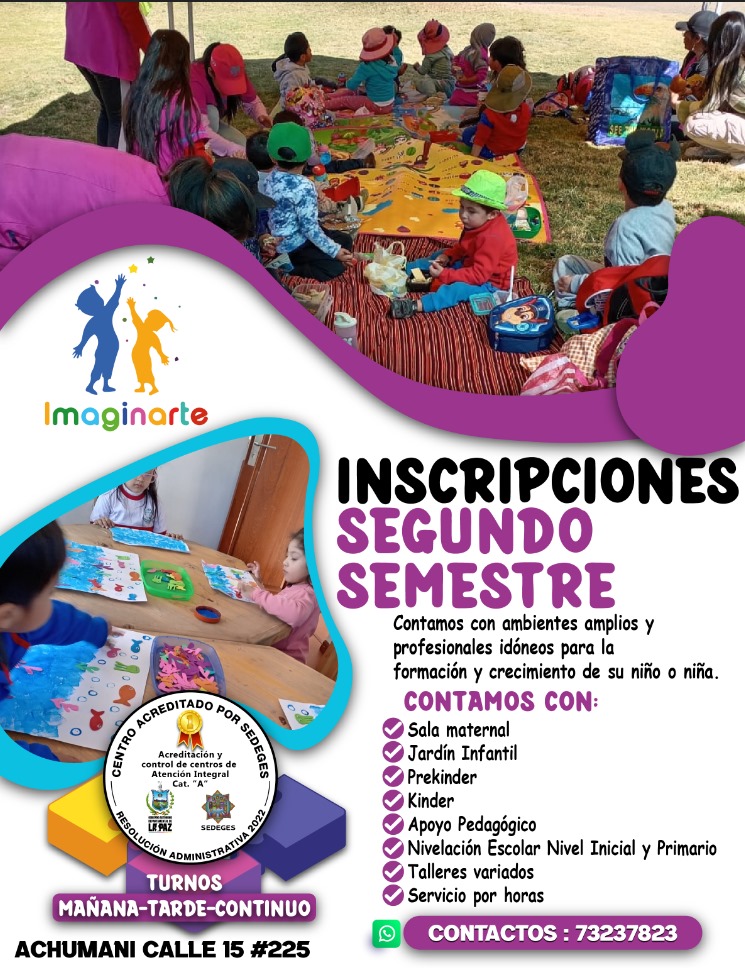 Imaginarte
INSCRIPCIONES
SEGUNDO
SEMESTRE
Contamos con ambientes amplios y
profesionales idóneos para la
formación y crecimiento de su niño o niña.
CONTAMOS CON:
Sala maternal
Jardín Infantil
Prekinder
Kinder
Apoyo Pedagógico
Nivelación Escolar Nivel Inicial y Primario
Talleres variados
Servicio por horas
CONTACTOS : 73237823
CENTRO ACREDITADO POR SEDEGES
1
Acreditación y
control de centros de
Atención Integral
Cat. "A"
LA PAZ
SEDEGES
RESOLUCIÓN ADMINISTRATIVA 2022
TURNOS
MAÑANA-TARDE-CONTINUO
ACHUMANI CALLE 15 #225